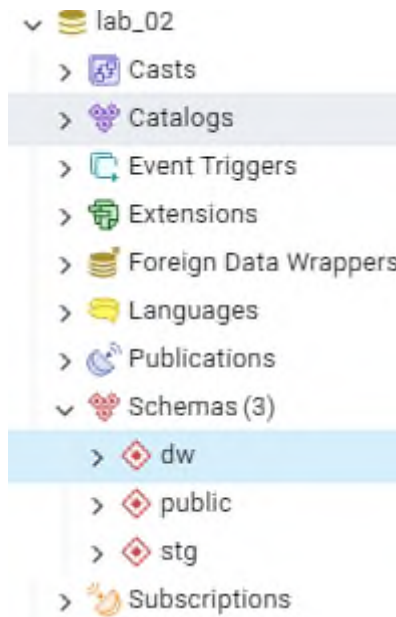 lab_02
Casts
Catalogs
Event Triggers
Extensions
Foreign Data Wrappers
Languages
Publications
Schemas (3)
dw
public
stg
Subscriptions